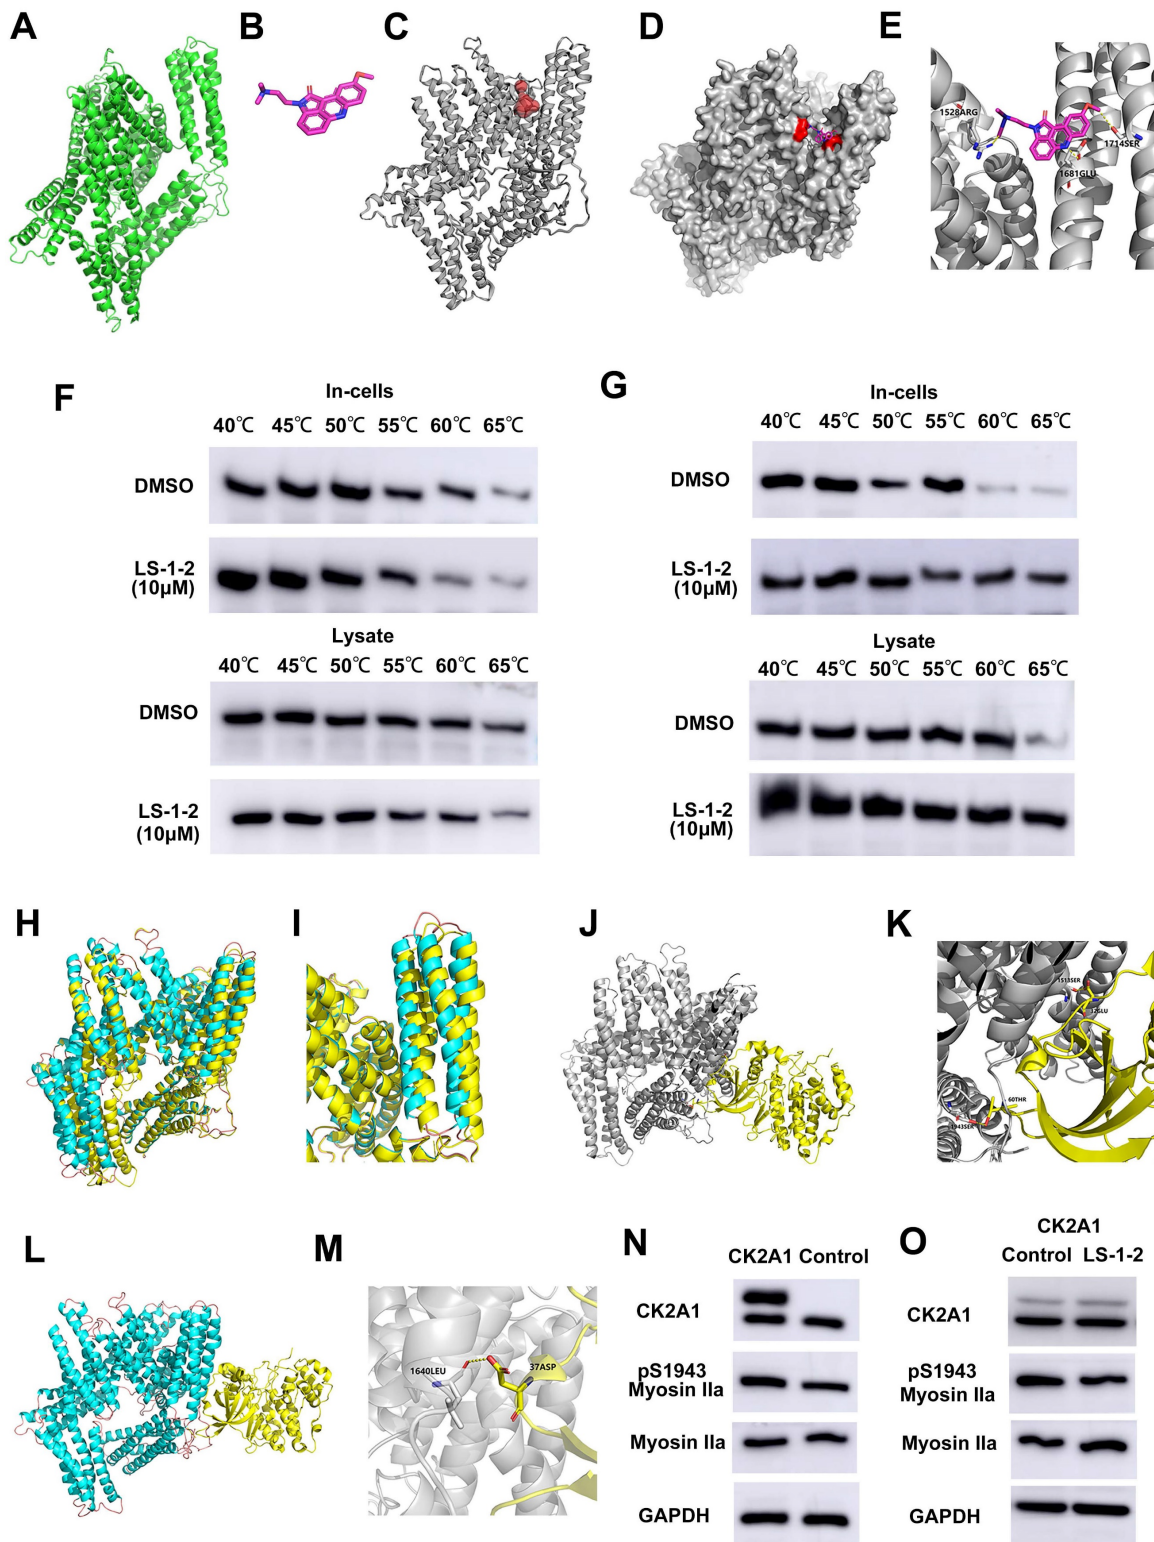 A
B
C
D
E
1528ARG
1714SER
1681GLU
F
In-cells
40℃ 45℃ 50℃ 55℃ 60℃ 65℃
DMSO
LS-1-2
(10μM)
Lysate
40℃ 45℃ 50℃ 55℃ 60℃ 65℃
DMSO
LS-1-2
(10μM)
G
In-cells
40℃ 45℃ 50℃ 55℃ 60℃ 65℃
DMSO
LS-1-2
(10μM)
Lysate
40℃ 45℃ 50℃ 55℃ 60℃ 65℃
DMSO
LS-1-2
(10μM)
H
I
J
K
60THR
1943SER
L
M
1640LEU
37ASP
N
CK2A1 Control
CK2A1
pS1943
Myosin IIa
Myosin IIa
GAPDH
O
CK2A1
Control LS-1-2
CK2A1
pS1943
Myosin IIa
Myosin IIa
GAPDH